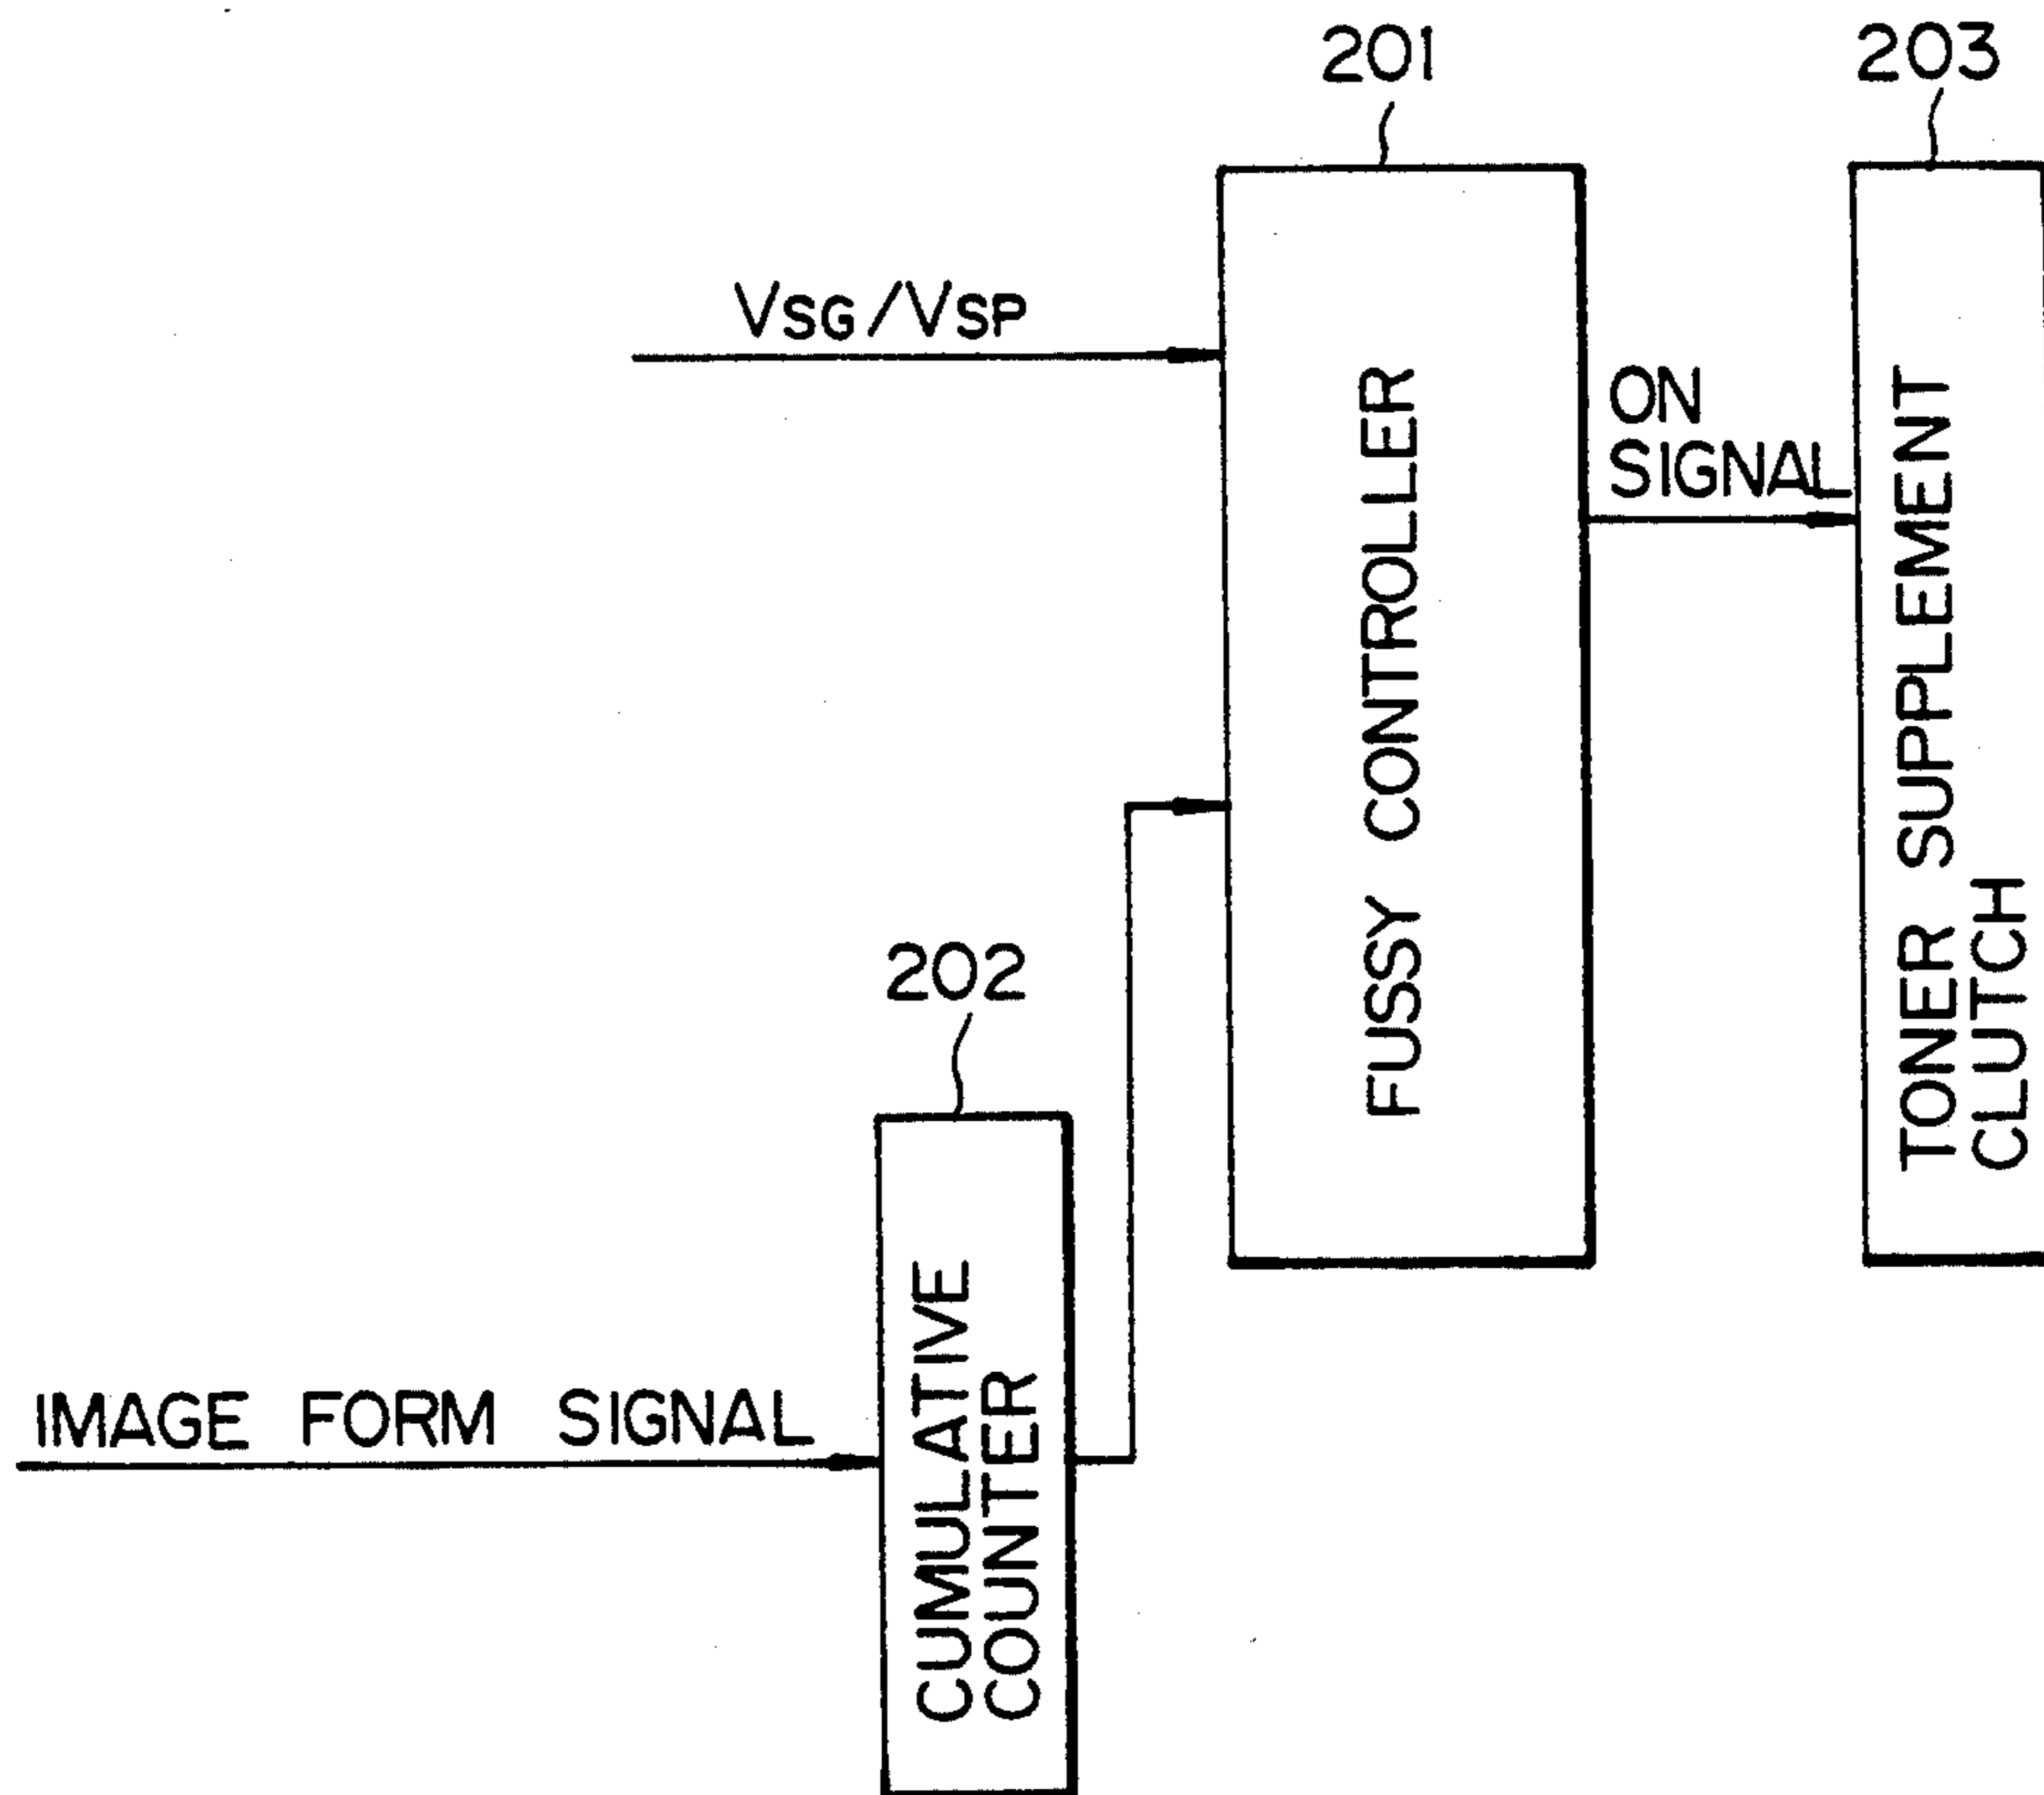 201
203
VSG/VSP
FUSSY CONTROLLER
ON
SIGNAL
TONER SUPPLEMENT
CLUTCH
202
IMAGE FORM SIGNAL
CUMULATIVE
COUNTER